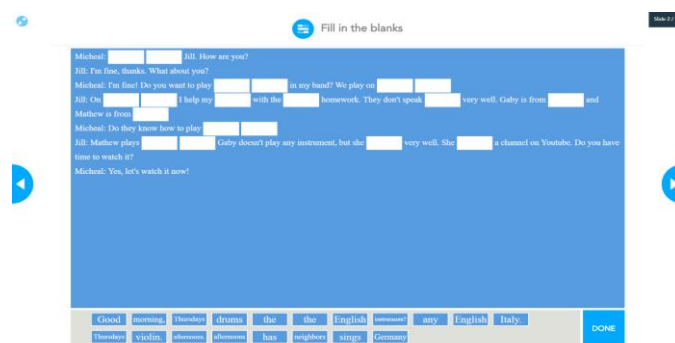 Slide 2 /
Fill in the blanks
Micheal: Jill. How are you?
Jill: I'm fine, thanks. What about you?
Micheal: I'm fine! Do you want to play in my band? We play on
Jill: On I help my with the homework. They don't speak very well. Gaby is from and
Mathew is from
Micheal: Do they know how to play
Jill: Mathew plays Gaby doesn't play any instrument, but she very well. She a channel on Youtube. Do you have
time to watch it?
Micheal: Yes, let's watch it now!
Good morning, Thursdays drums the the English instrument? any English Italy.
Thursdays violin. afternoons. afternoons has neighbors sings Germany
DONE